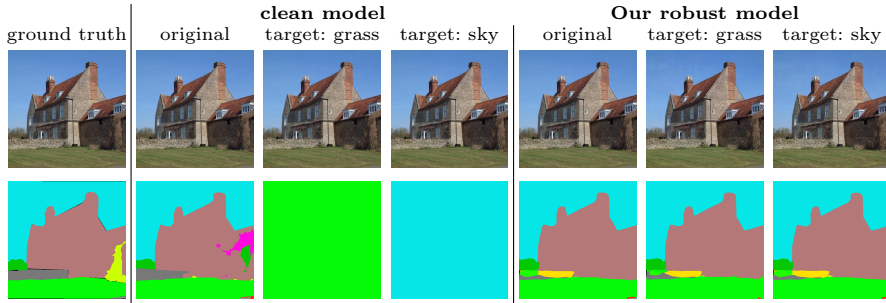 clean model Our robust model
ground truth original target: grass target: sky original target: grass target: sky